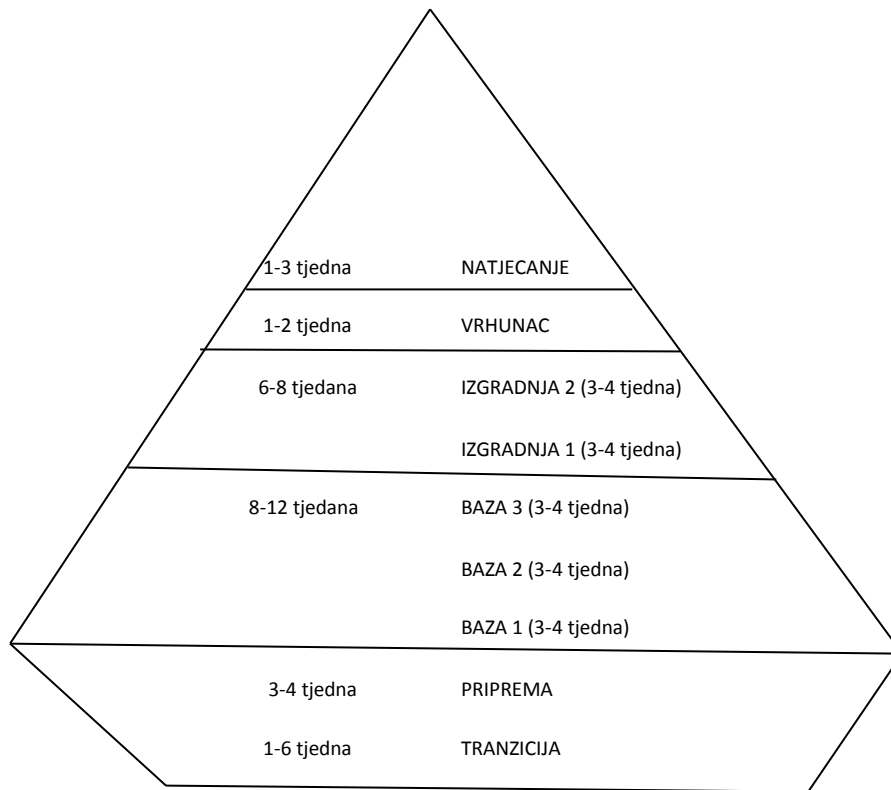 1-3 tjedna NATJECANJE
1-2 tjedna VRHUNAC
6-8 tjedana IZGRADNJA 2 (3-4 tjedna)
IZGRADNJA 1 (3-4 tjedna)
8-12 tjedana BAZA 3 (3-4 tjedna)
BAZA 2 (3-4 tjedna)
BAZA 1 (3-4 tjedna)
3-4 tjedna PRIPREMA
1-6 tjedna TRANZICIJA